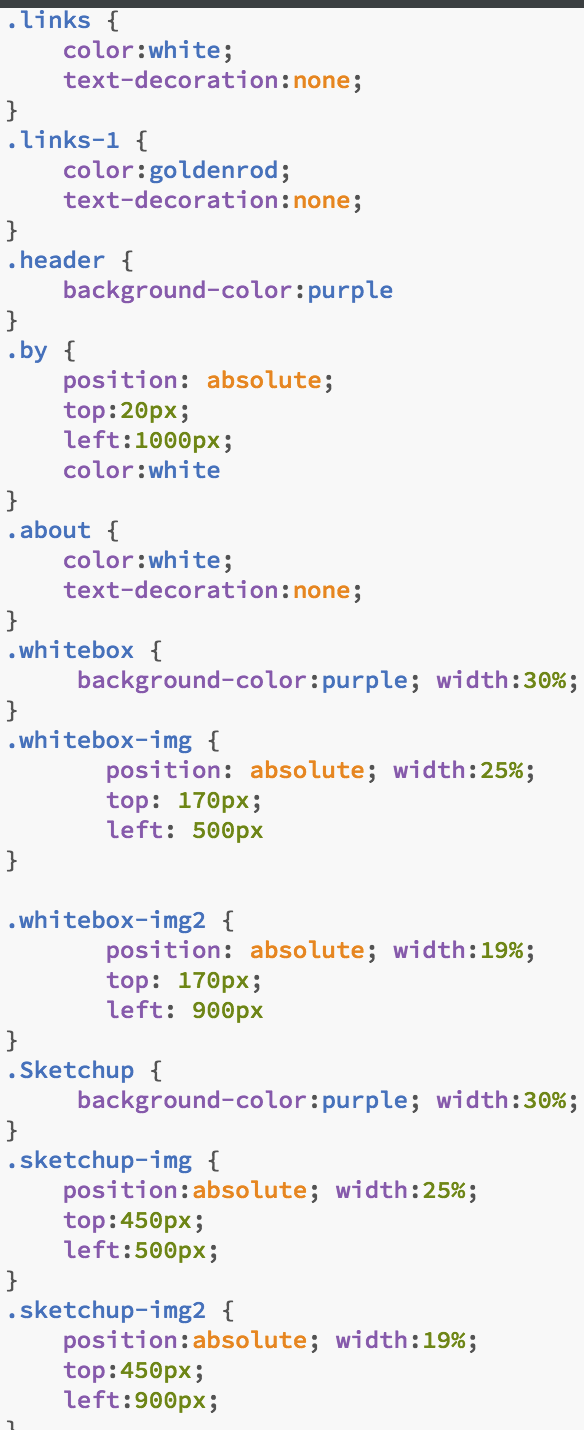 .links {
    color:white;
    text-decoration:none;
}
.links-1 {
    color:goldenrod;
    text-decoration:none;
}
.header {
    background-color:purple
}
.by {
    position: absolute;
    top:20px;
    left:1000px;
    color:white
}
.about {
    color:white;
    text-decoration:none;
}
.whitebox {
     background-color:purple; width:30%;
}
.whitebox-img {
       position: absolute; width:25%;
       top: 170px;
       left: 500px
}

.whitebox-img2 {
       position: absolute; width:19%;
       top: 170px;
       left: 900px
}
.Sketchup {
     background-color:purple; width:30%;
}
.sketchup-img {
    position:absolute; width:25%;
    top:450px;
    left:500px;
}
.sketchup-img2 {
    position:absolute; width:19%;
    top:450px;
    left:900px;
}